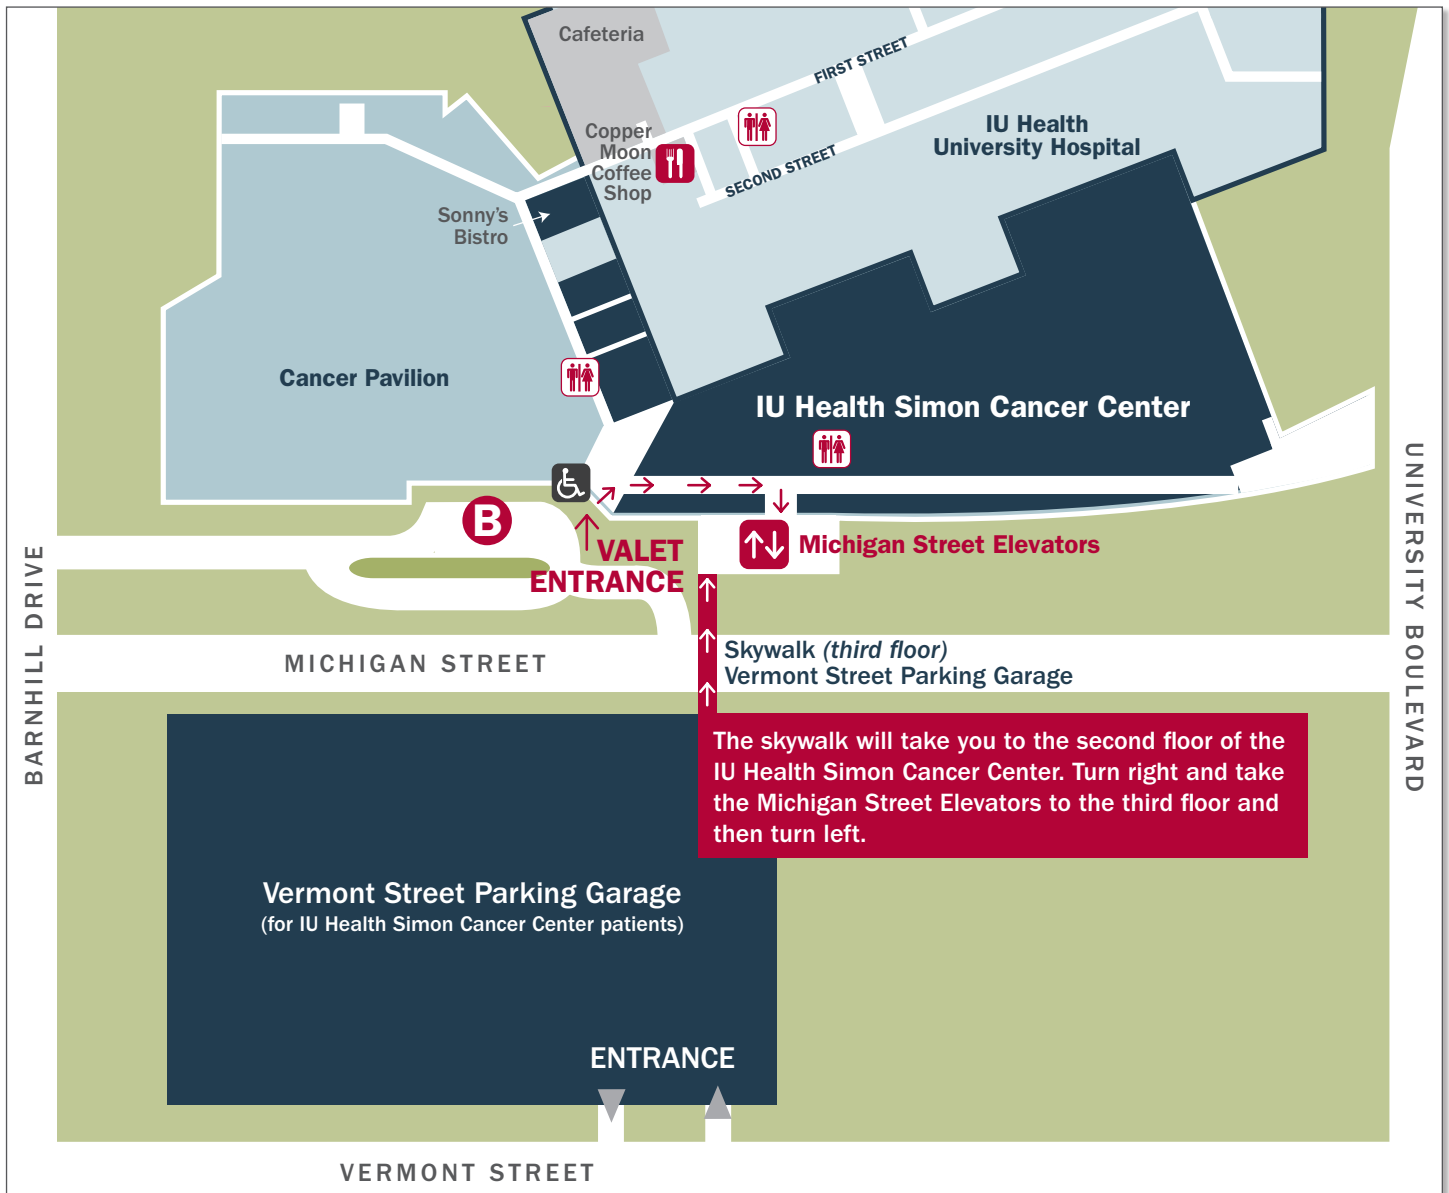 Cafeteria
FIRST STREET
Copper
Moon
Coffee
Shop
SECOND STREET
IU Health
University Hospital
Sonny's
Bistro
Cancer Pavilion
IU Health Simon Cancer Center
B
VALET
ENTRANCE
Michigan Street Elevators
BARNHILL DRIVE
UNIVERSITY BOULEVARD
MICHIGAN STREET
Skywalk (third floor)
Vermont Street Parking Garage
The skywalk will take you to the second floor of the
IU Health Simon Cancer Center. Turn right and take
the Michigan Street Elevators to the third floor and
then turn left.
Vermont Street Parking Garage
(for IU Health Simon Cancer Center patients)
ENTRANCE
VERMONT STREET